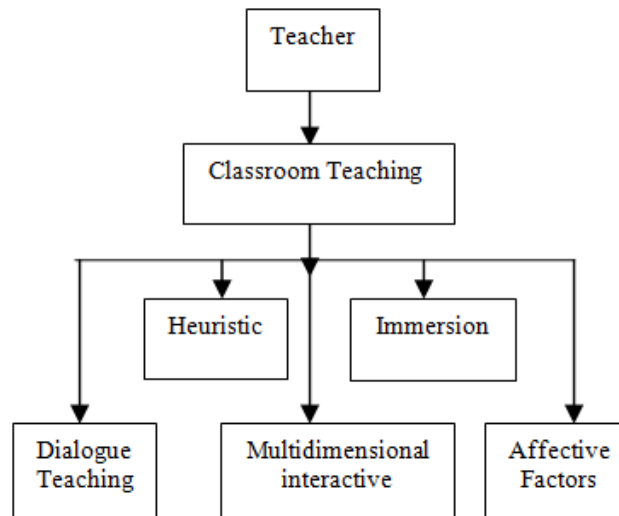 Teacher
Classroom Teaching
Heuristic
Immersion
Dialogue
Teaching
Multidimensional
interactive
Affective
Factors